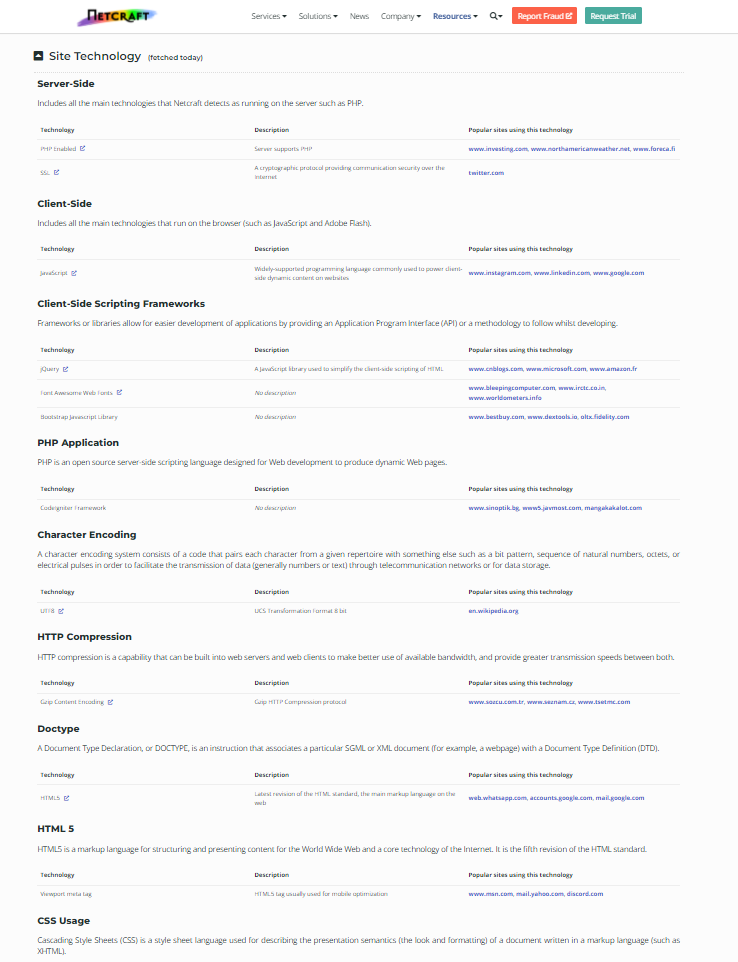 NETCRAFT Services Solutions News Company Resources Report Fraud Request Trial
Site Technology (fetched today)
Server-Side
Includes all the main technologies that Netcraft detects as running on the server such as PHP.
Technology Description Popular sites using this technology
PHP Enabled Server supports PHP www.investing.com, www.northamericanweather.net, www.foreca.fi
SSL A cryptographic protocol providing communication security over the Internet twitter.com
Client-Side
Includes all the main technologies that run on the browser (such as JavaScript and Adobe Flash).
Technology Description Popular sites using this technology
JavaScript Widely-supported programming language commonly used to power client-side dynamic content on websites www.instagram.com, www.linkedin.com, www.google.com
Client-Side Scripting Frameworks
Frameworks or libraries allow for easier development of applications by providing an Application Program Interface (API) or a methodology to follow whilst developing.
Technology Description Popular sites using this technology
jQuery A JavaScript library used to simplify the client-side scripting of HTML www.cnblogs.com, www.microsoft.com, www.amazon.fr
Font Awesome Web Fonts No description www.bleepingcomputer.com, www.irctc.co.in,
www.worldometers.info
Bootstrap Javascript Library No description www.bestbuy.com, www.dextools.io, oltx.fidelity.com
PHP Application
PHP is an open source server-side scripting language designed for Web development to produce dynamic Web pages.
Technology Description Popular sites using this technology
CodeIgniter Framework No description www.sinoptik.bg, www5.javmost.com, mangakakalot.com
Character Encoding
A character encoding system consists of a code that pairs each character from a given repertoire with something else such as a bit pattern, sequence of natural numbers, octets, or
electrical pulses in order to facilitate the transmission of data (generally numbers or text) through telecommunication networks or for data storage.
Technology Description Popular sites using this technology
UTF8 UCS Transformation Format 8 bit en.wikipedia.org
HTTP Compression
HTTP compression is a capability that can be built into web servers and web clients to make better use of available bandwidth, and provide greater transmission speeds between both.
Technology Description Popular sites using this technology
Gzip Content Encoding Gzip HTTP Compression protocol www.sozcu.com.tr, www.seznam.cz, www.tsetmc.com
Doctype
A Document Type Declaration, or DOCTYPE, is an instruction that associates a particular SGML or XML document (for example, a webpage) with a Document Type Definition (DTD).
Technology Description Popular sites using this technology
HTML5 Latest revision of the HTML standard, the main markup language on the web web.whatsapp.com, accounts.google.com, mail.google.com
HTML 5
HTML5 is a markup language for structuring and presenting content for the World Wide Web and a core technology of the Internet. It is the fifth revision of the HTML standard.
Technology Description Popular sites using this technology
Viewport meta tag HTML5 tag usually used for mobile optimization www.msn.com, mail.yahoo.com, discord.com
CSS Usage
Cascading Style Sheets (CSS) is a style sheet language used for describing the presentation semantics (the look and formatting) of a document written in a markup language (such as
XHTML).